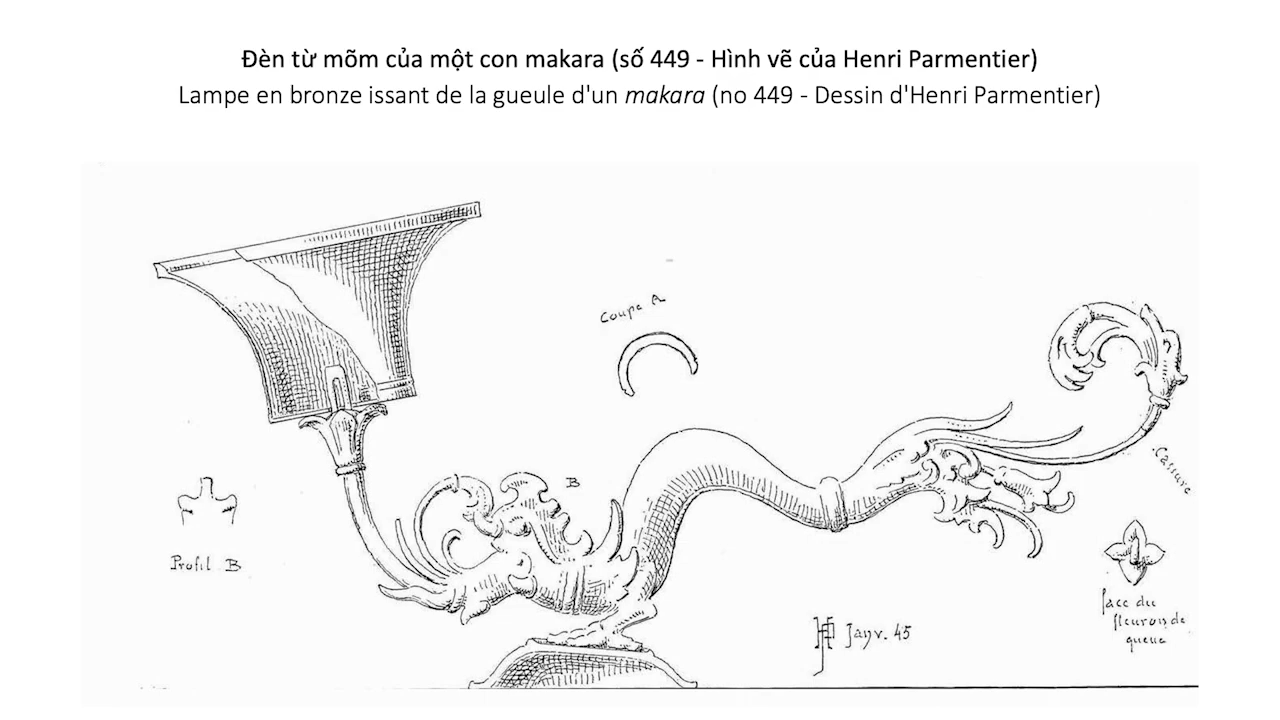 Đèn từ mõm của một con makara (số 449 - Hình vẽ của Henri Parmentier)
Lampe en bronze issant de la gueule d'un makara (no 449 - Dessin d'Henri Parmentier)
Coupe A
B
Cassure
Profil B
face du
fleuron de
queue
HP Janv. 45